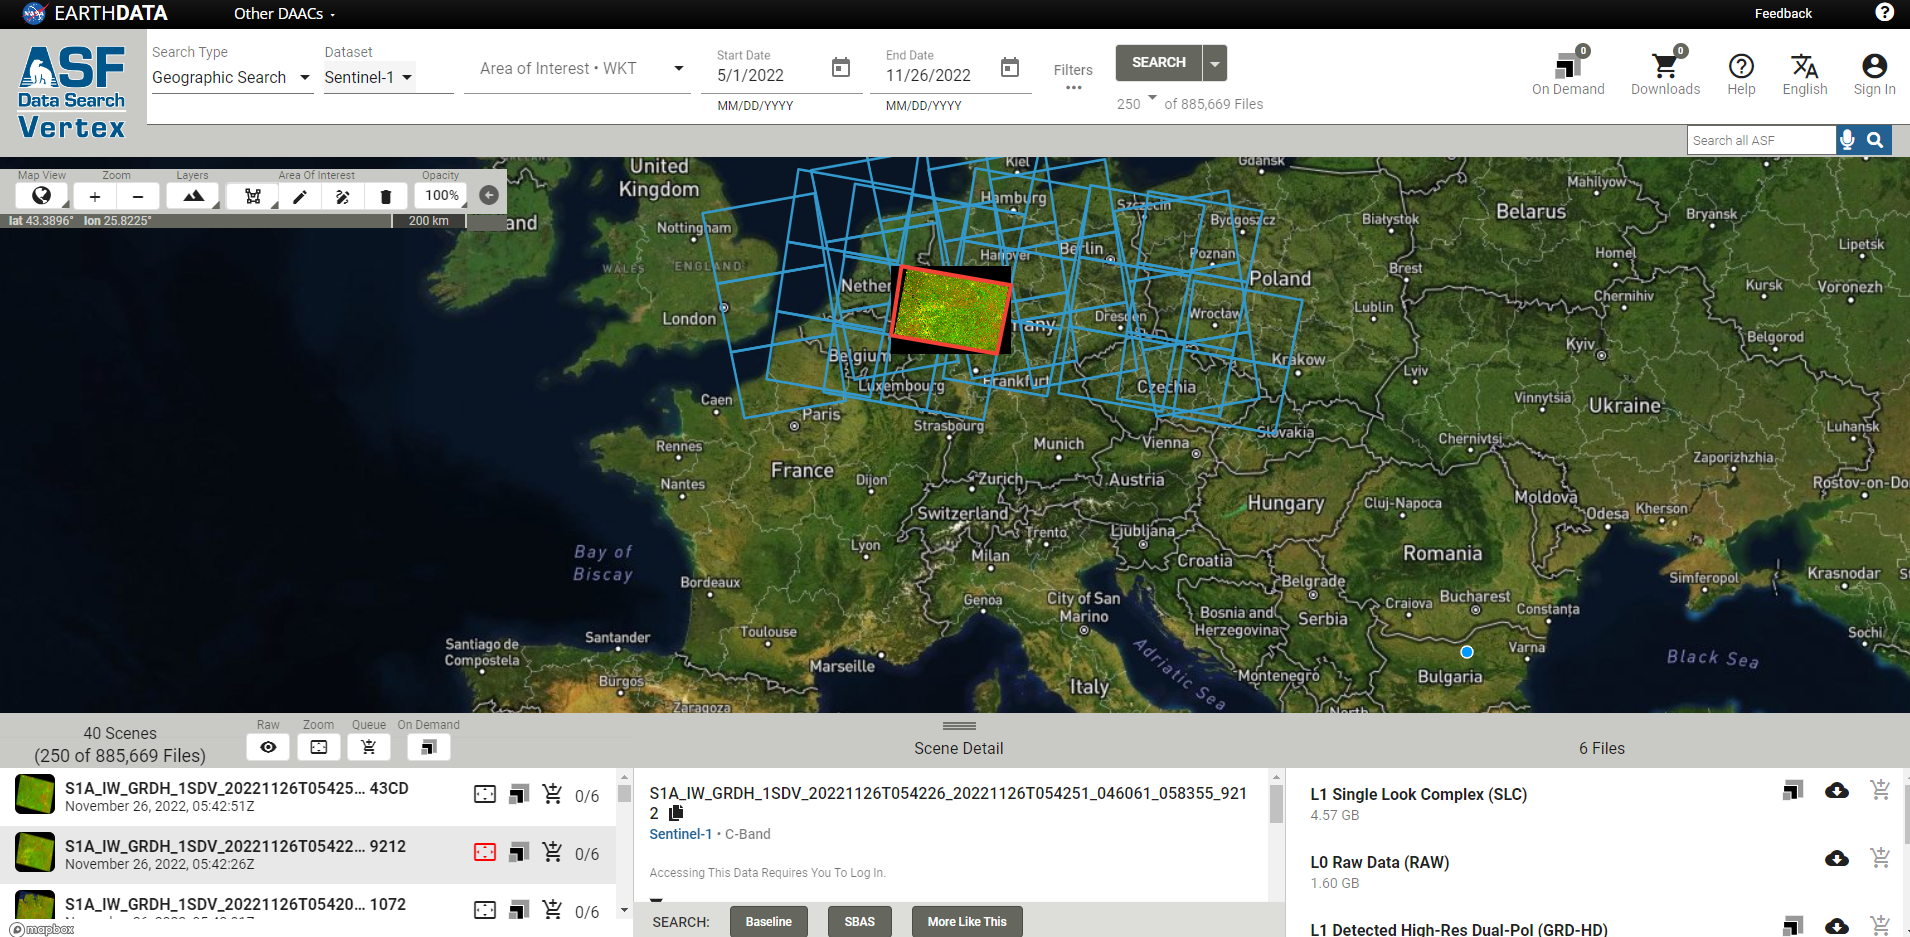 EARTHDATA
Other DAACs
Feedback
ASF
Data Search
Vertex
Search Type
Geographic Search
Dataset
Sentinel-1
Area of Interest • WKT
Start Date
5/1/2022
MM/DD/YYYY
End Date
11/26/2022
MM/DD/YYYY
Filters
SEARCH
250 of 885,669 Files
0
On Demand
0
Downloads
Help
English
Sign In
Search all ASF
Map View
Zoom
Layers
Area Of Interest
Opacity
100%
lat 43.3896° lon 25.8225°
200 km
United
Kingdom
Kiel
Gdańsk
Mahilyow
Belarus
Bryansk
Hamburg
Szczecin
Bydgoszcz
Białystok
Nottingham
Berlin
Poznan
Homel
Lipetsk
WALES
ENGLAND
Hanover
Poland
Brest
Kursk
Voronezh
Chernihiv
London
Lublin
Dresden
Wrocław
Kyiv
Belgorod
Belgium
Luxembourg
Frankfurt
Czechia
Krakow
Lviv
Caen
Paris
Vinnytsia
Ukraine
Luhansk
Strasbourg
Slovakia
Chernivtsi
Rennes
Munich
Vienna
Zaporizhzhia
Nantes
France
Dijon
Zurich
Austria
Rostov-on-Do
Hungary
Cluj-Napoca
Moldova
Switzerland
Odesa
Kherson
Trento
Ljubljana
Lyon
Milan
Croatia
Romania
Bay of
Biscay
Bordeaux
Belgrade
Simferopol
Krasnodar
Genoa
City of San
Marino
Bosnia and
Herzegovina
Serbia
Craiova
Bucharest
Constanța
Santiago de
Compostela
Santander
Toulouse
Marseille
Adriatic Sea
Montenegro
Varna
Bulgaria
Black Sea
Sochi
Burgos
Zaragoza
Italy
40 Scenes
(250 of 885,669 Files)
Raw
Zoom
Queue
On Demand
Scene Detail
6 Files
S1A_IW_GRDH_1SDV_20221126T05425... 43CD
November 26, 2022, 05:42:51Z
0/6
S1A_IW_GRDH_1SDV_20221126T05422... 9212
November 26, 2022, 05:42:26Z
0/6
S1A_IW_GRDH_1SDV_20221126T05420... 1072
0/6
mapbox
S1A_IW_GRDH_1SDV_20221126T054226_20221126T054251_046061_058355_921
2
Sentinel-1 • C-Band
Accessing This Data Requires You To Log In.
SEARCH:
Baseline
SBAS
More Like This
L1 Single Look Complex (SLC)
4.57 GB
L0 Raw Data (RAW)
1.60 GB
L1 Detected High-Res Dual-Pol (GRD-HD)